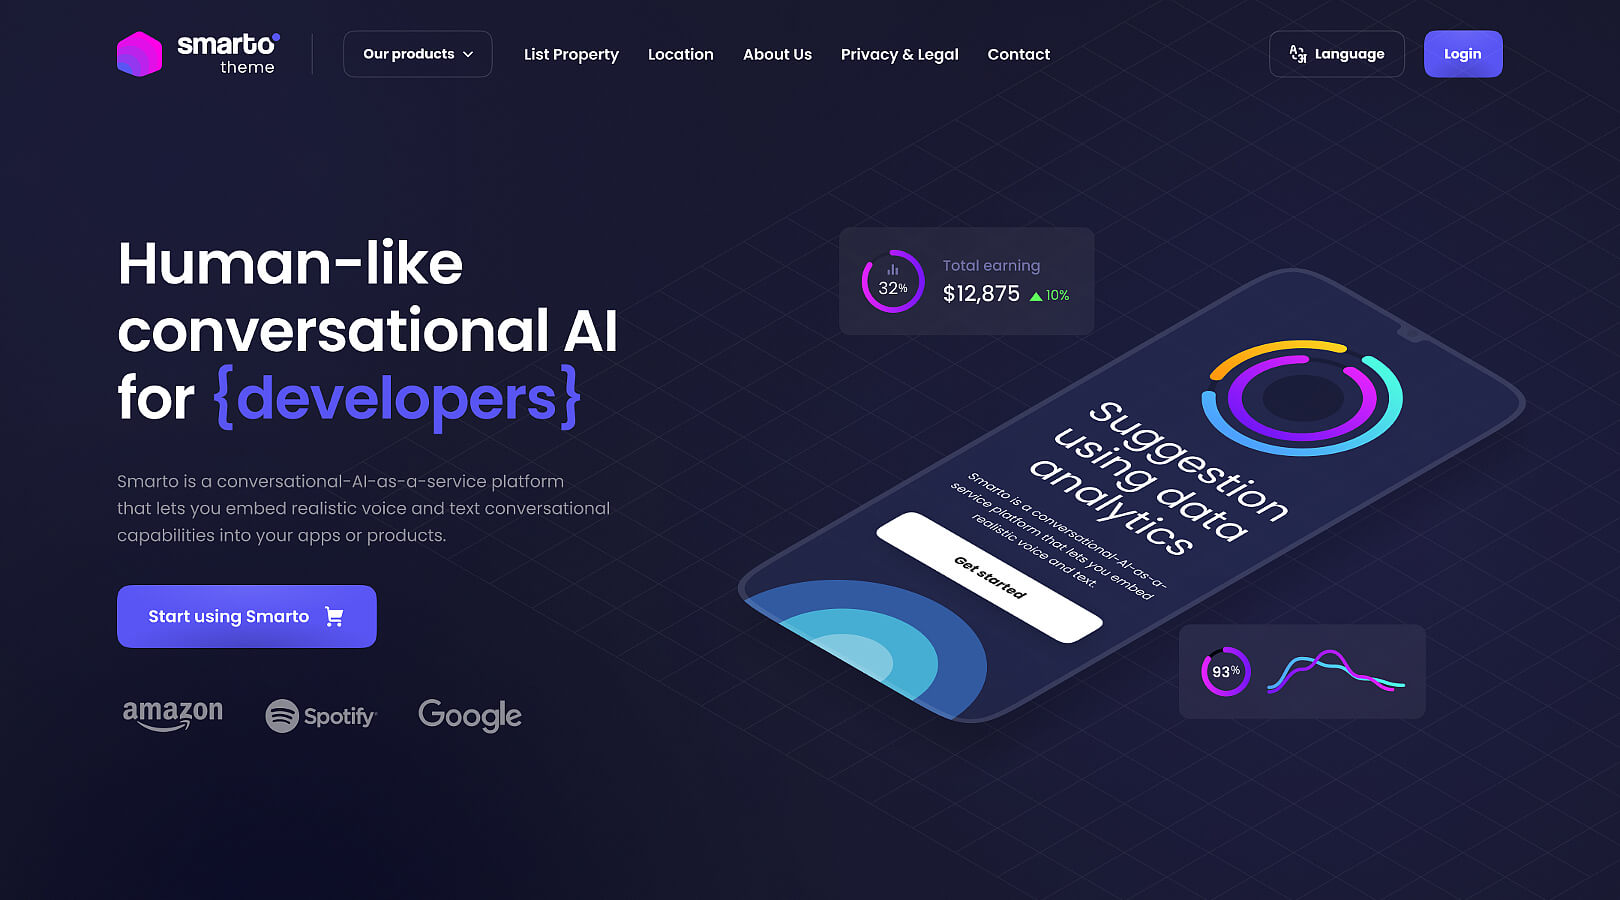 smarto
theme
Our products
List Property
Location
About Us
Privacy & Legal
Contact
Language
Login
Human-like
conversational AI
for {developers}
Smarto is a conversational-AI-as-a-service platform
that lets you embed realistic voice and text conversational
capabilities into your apps or products.
Start using Smarto
amazon
Spotify
Google
32%
Total earning
$12,875
10%
Suggestion
using data
analytics
Smarto is a conversational-AI-as-a-
service platform that lets you embed
realistic voice and text.
Get started
93%